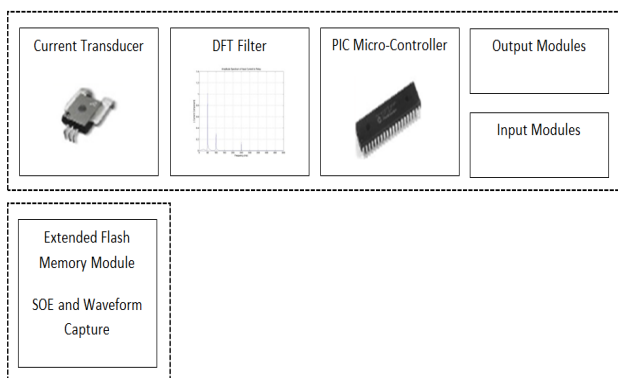 Current Transducer
DFT Filter
PIC Micro-Controller
Output Modules
Input Modules
Extended Flash
Memory Module
SOE and Waveform
Capture